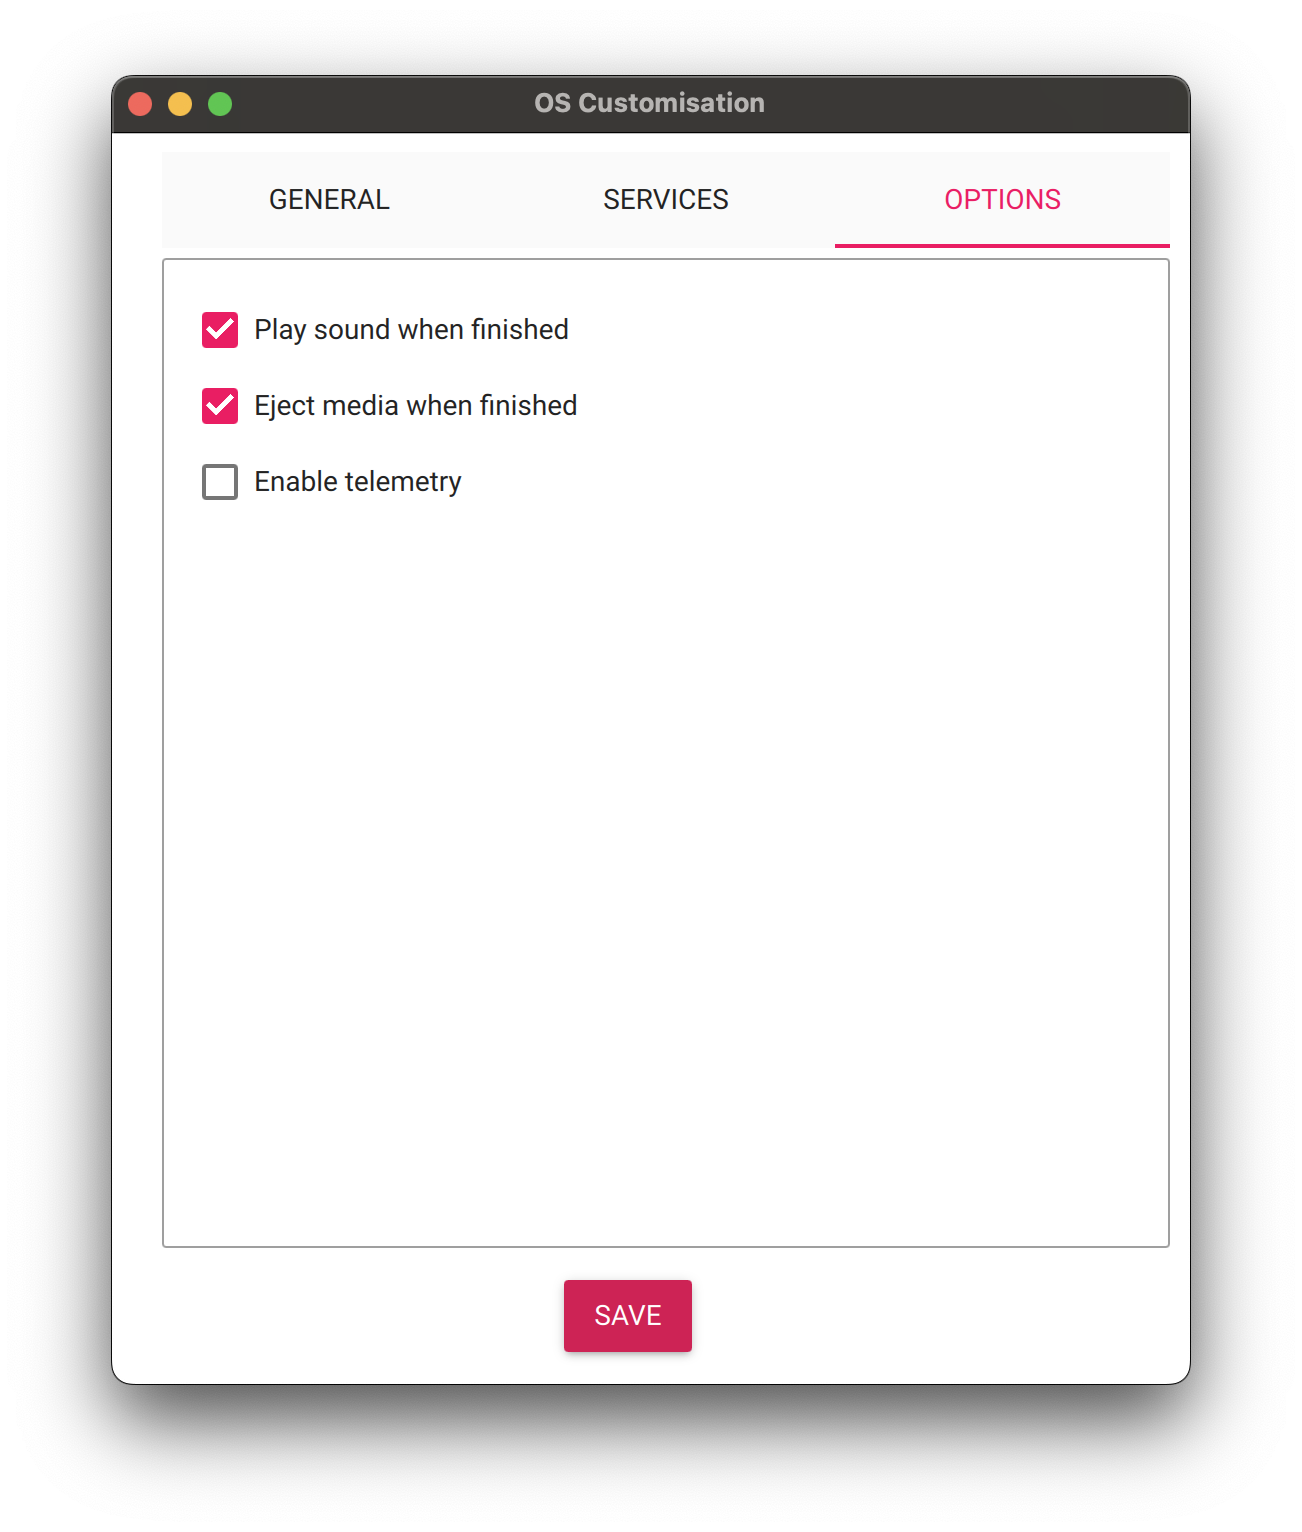 OS Customisation
GENERAL SERVICES OPTIONS
Play sound when finished
Eject media when finished
Enable telemetry
SAVE